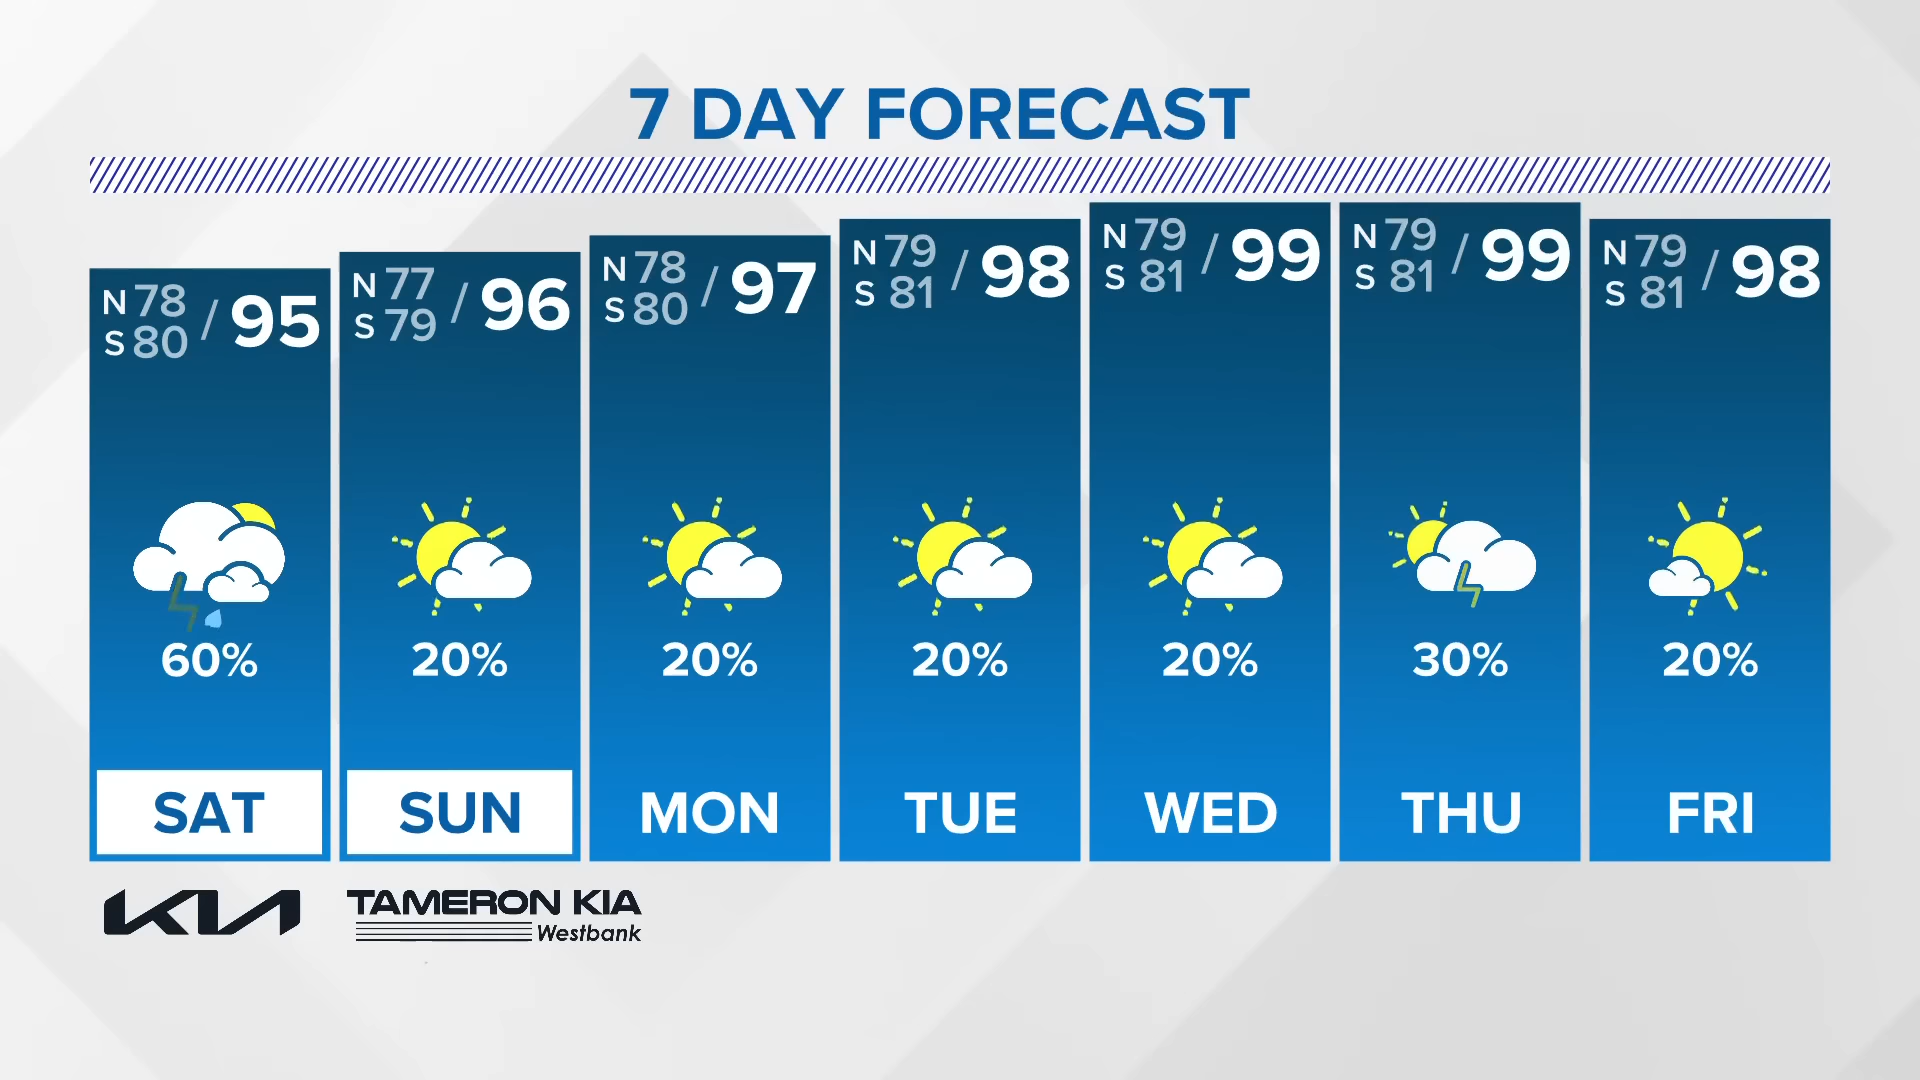 7 DAY FORECAST
N 78 / 95
S 80
60%
SAT
N 77 / 96
S 79
20%
SUN
N 78 / 97
S 80
20%
MON
N 79 / 98
S 81
20%
TUE
N 79 / 99
S 81
20%
WED
N 79 / 99
S 81
30%
THU
N 79 / 98
S 81
20%
FRI
KIA
TAMERON KIA
Westbank